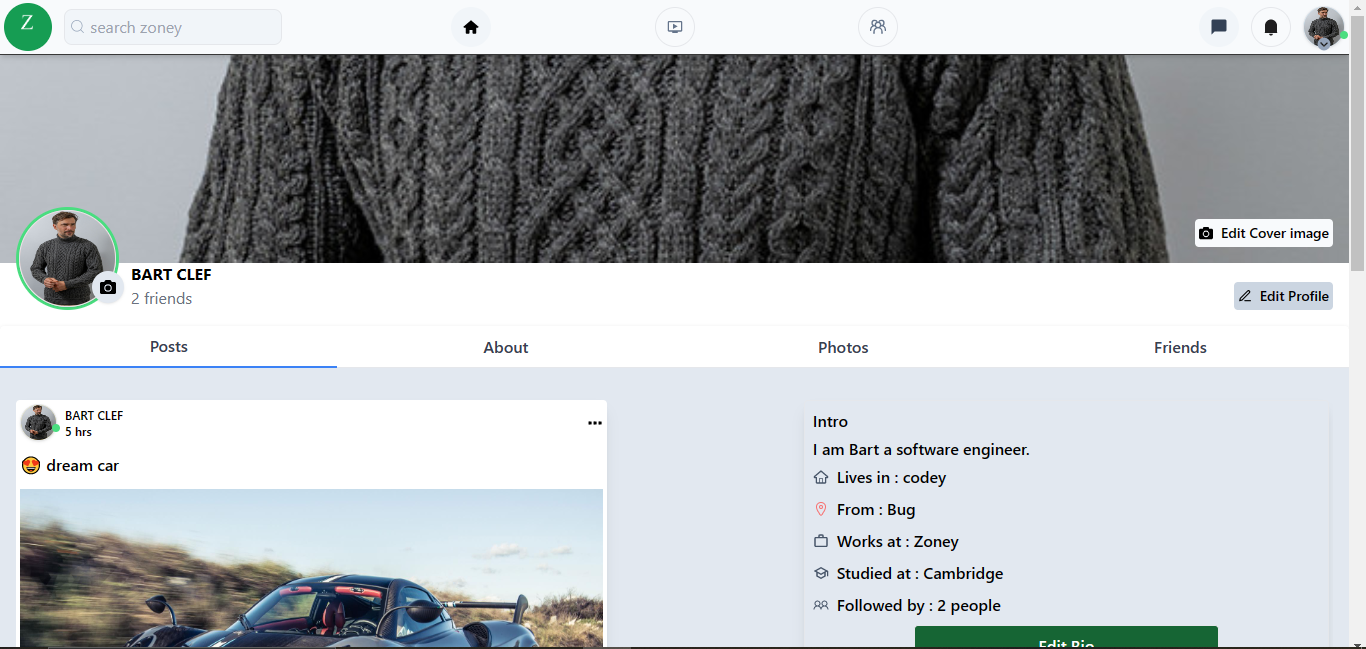 Z
search zoney
Edit Cover image
BART CLEF
2 friends
Edit Profile
Posts
About
Photos
Friends
BART CLEF
5 hrs
dream car
Intro
I am Bart a software engineer.
Lives in : codey
From : Bug
Works at : Zoney
Studied at : Cambridge
Followed by : 2 people
Edit Bio